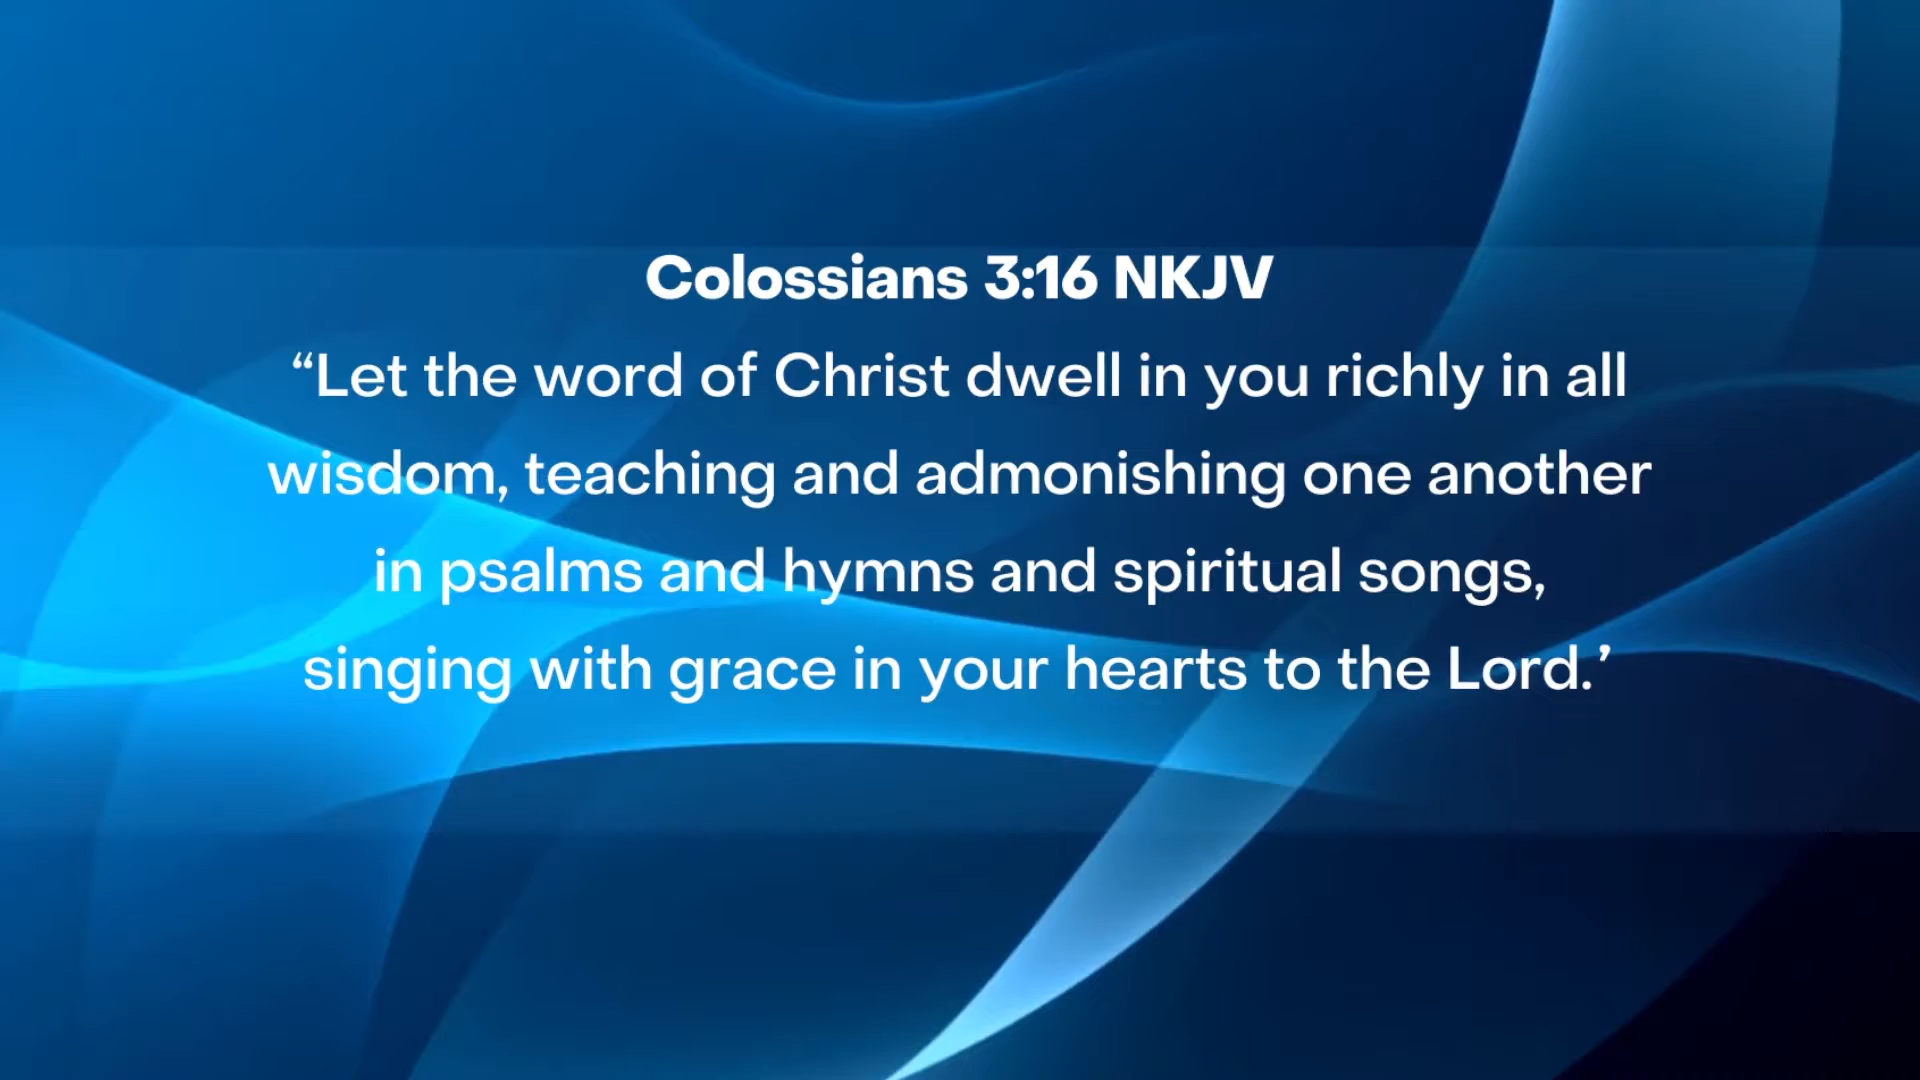 Colossians 3:16 NKJV
“Let the word of Christ dwell in you richly in all
wisdom, teaching and admonishing one another
in psalms and hymns and spiritual songs,
singing with grace in your hearts to the Lord.’